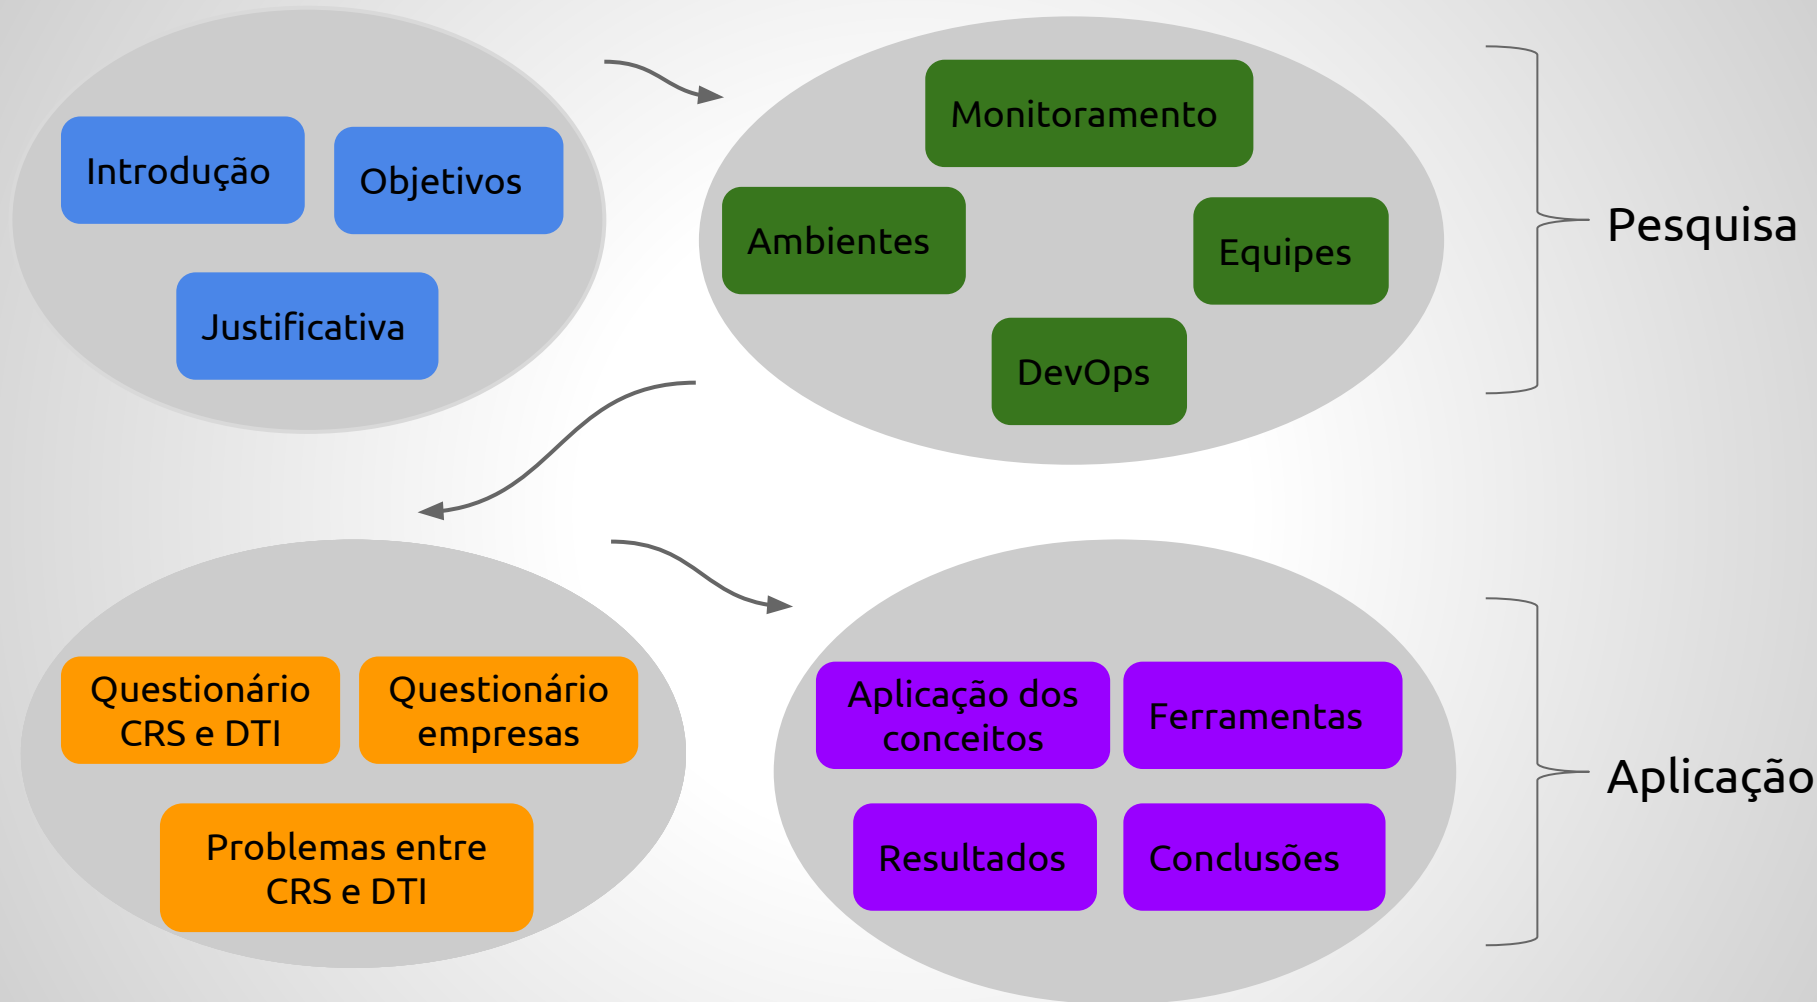 Introdução
Objetivos
Justificativa
Monitoramento
Ambientes
Equipes
DevOps
Pesquisa
Questionário
CRS e DTI
Questionário
empresas
Problemas entre
CRS e DTI
Aplicação dos
conceitos
Ferramentas
Resultados
Conclusões
Aplicação